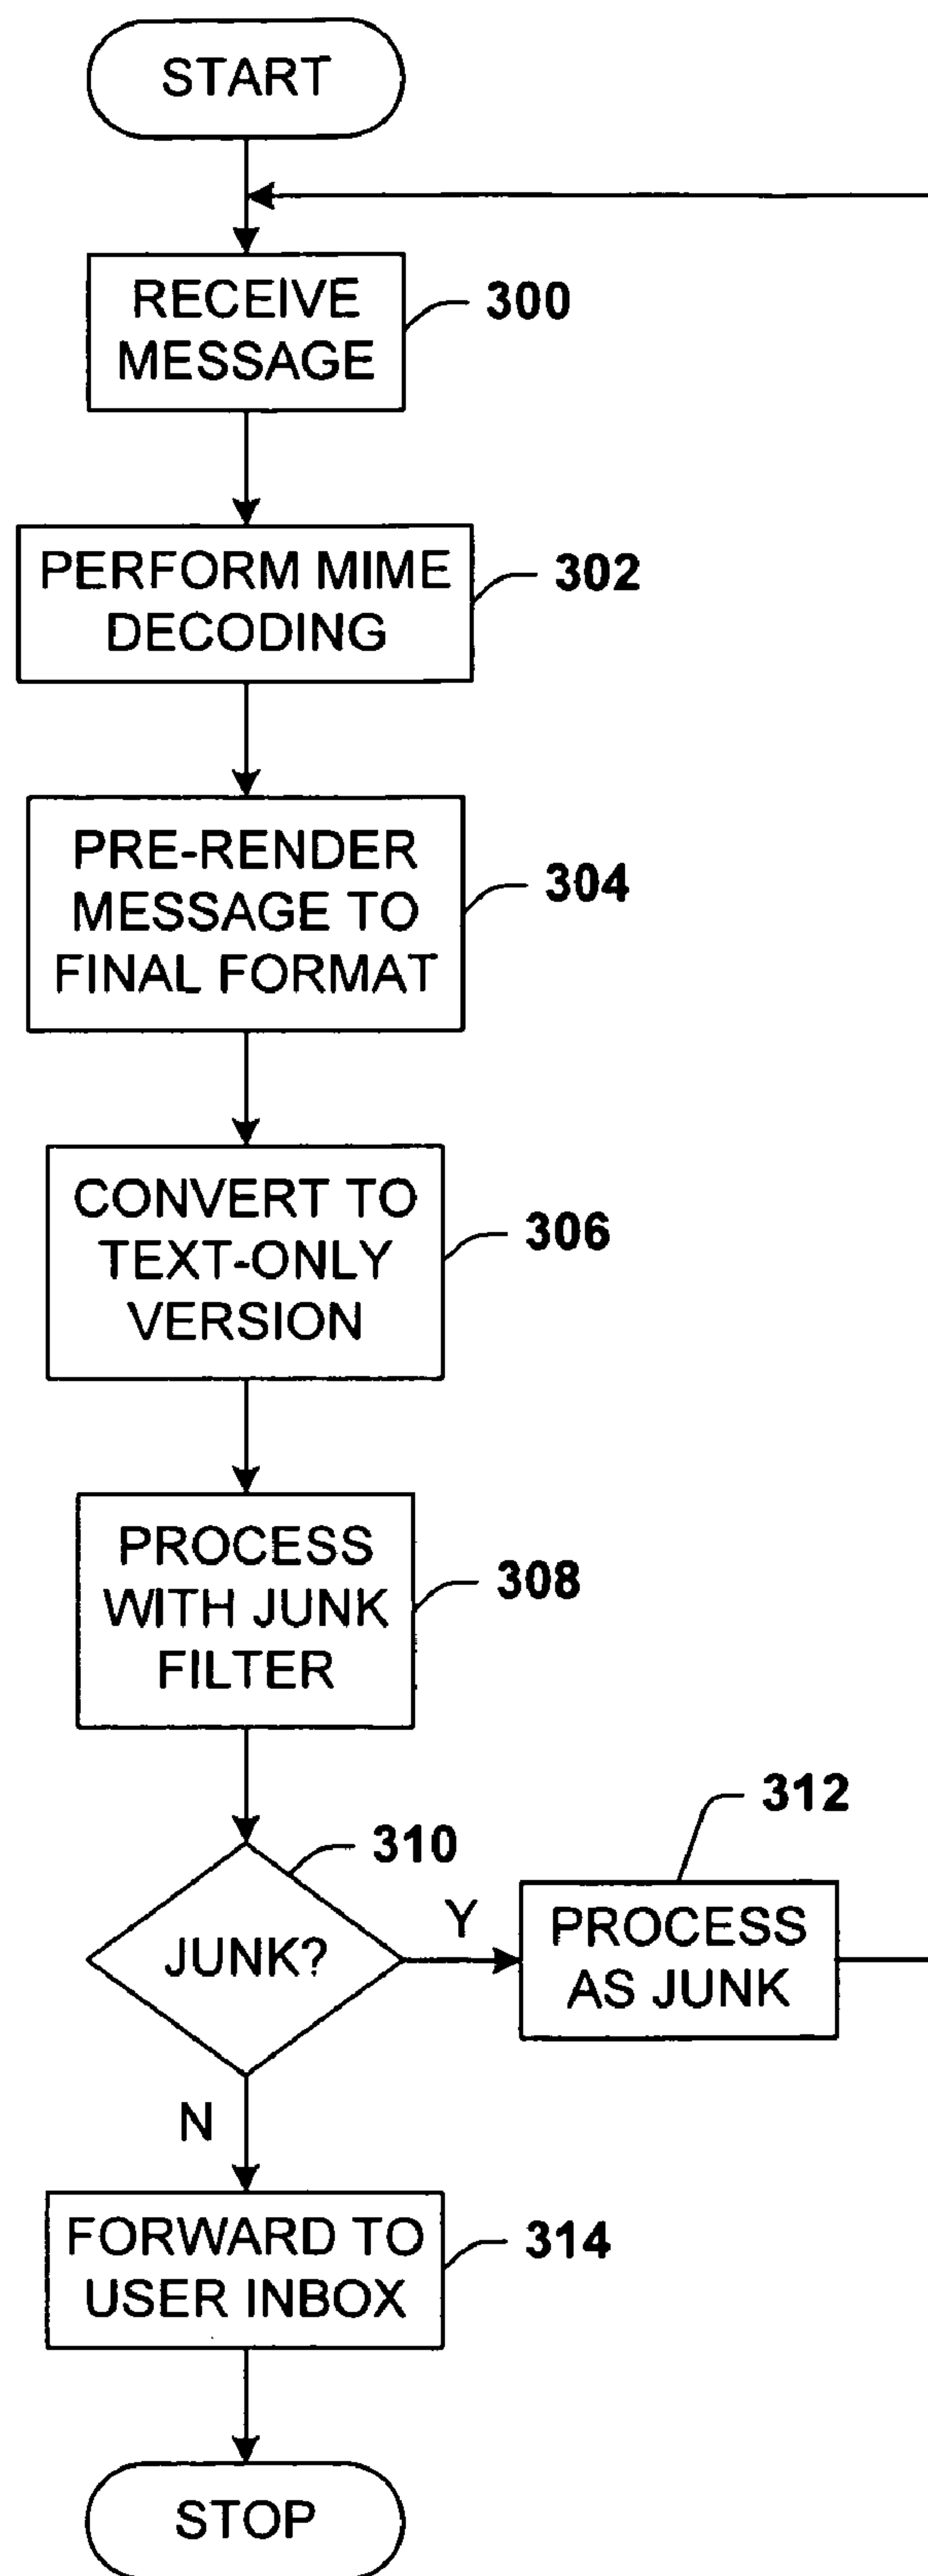 START
RECEIVE
MESSAGE
300
PERFORM MIME
DECODING
302
PRE-RENDER
MESSAGE TO
FINAL FORMAT
304
CONVERT TO
TEXT-ONLY
VERSION
306
PROCESS
WITH JUNK
FILTER
308
310
JUNK?
Y
312
PROCESS
AS JUNK
N
FORWARD TO
USER INBOX
314
STOP